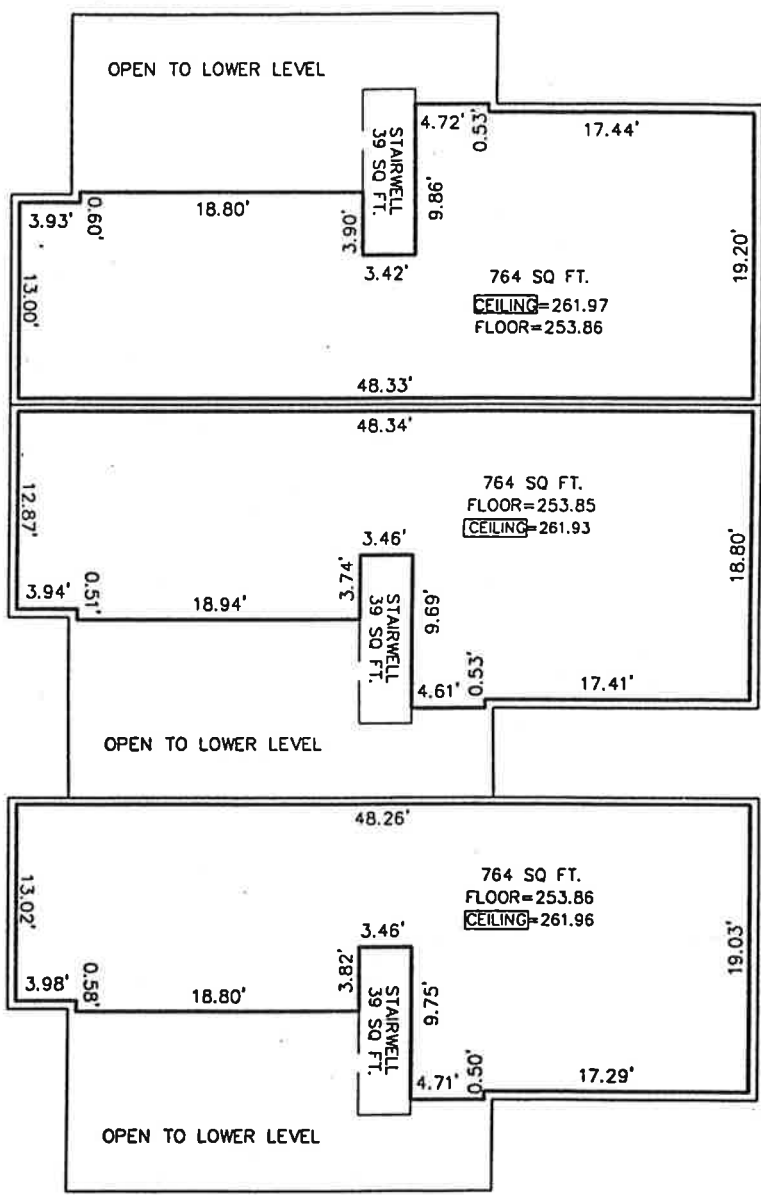 OPEN TO LOWER LEVEL
STAIRWELL
39 SQ FT.
4.72'
0.53'
17.44'
9.86'
3.93'
0.60'
18.80'
3.90'
3.42'
13.00'
19.20'
764 SQ FT.
CEILING=261.97
FLOOR=253.86
48.33'
48.34'
12.87'
764 SQ FT.
FLOOR=253.85
CEILING=261.93
18.80'
3.46'
3.94'
0.51'
18.94'
3.74'
STAIRWELL
39 SQ FT.
9.69'
4.61'
0.53'
17.41'
OPEN TO LOWER LEVEL
48.26'
13.02'
764 SQ FT.
FLOOR=253.86
CEILING=261.96
19.03'
3.46'
3.98'
0.58'
18.80'
3.82'
STAIRWELL
39 SQ FT.
9.75'
4.71'
0.50'
17.29'
OPEN TO LOWER LEVEL